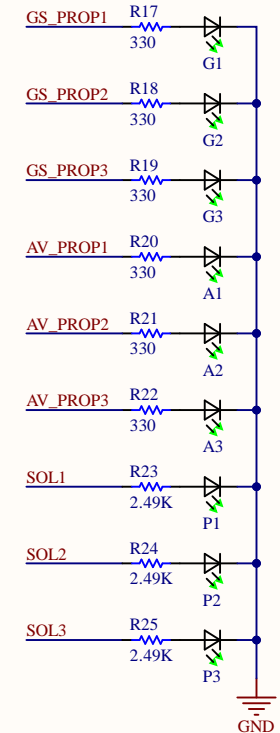 GS_PROP1 R17
330 G1
GS_PROP2 R18
330 G2
GS_PROP3 R19
330 G3
AV_PROP1 R20
330 A1
AV_PROP2 R21
330 A2
AV_PROP3 R22
330 A3
SOL1 R23
2.49K P1
SOL2 R24
2.49K P2
SOL3 R25
2.49K P3
GND